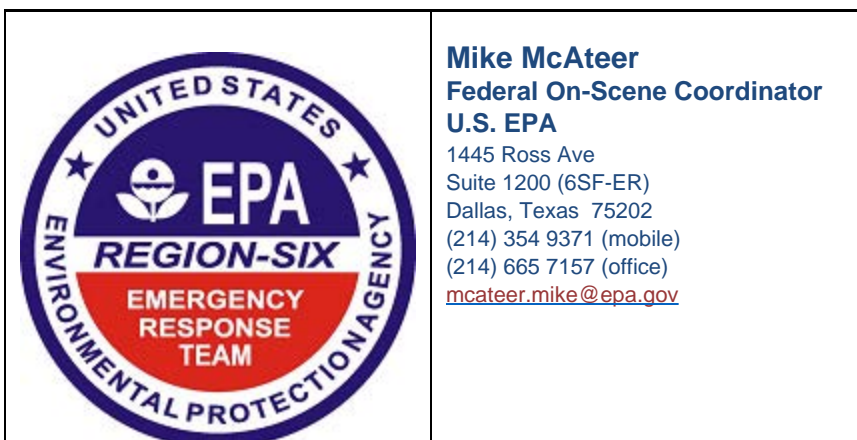 UNITED STATES
EPA
REGION-SIX
EMERGENCY
RESPONSE
TEAM
ENVIRONMENTAL PROTECTION AGENCY
Mike McAteer
Federal On-Scene Coordinator
U.S. EPA
1445 Ross Ave
Suite 1200 (6SF-ER)
Dallas, Texas  75202
(214) 354 9371 (mobile)
(214) 665 7157 (office)
mcateer.mike@epa.gov